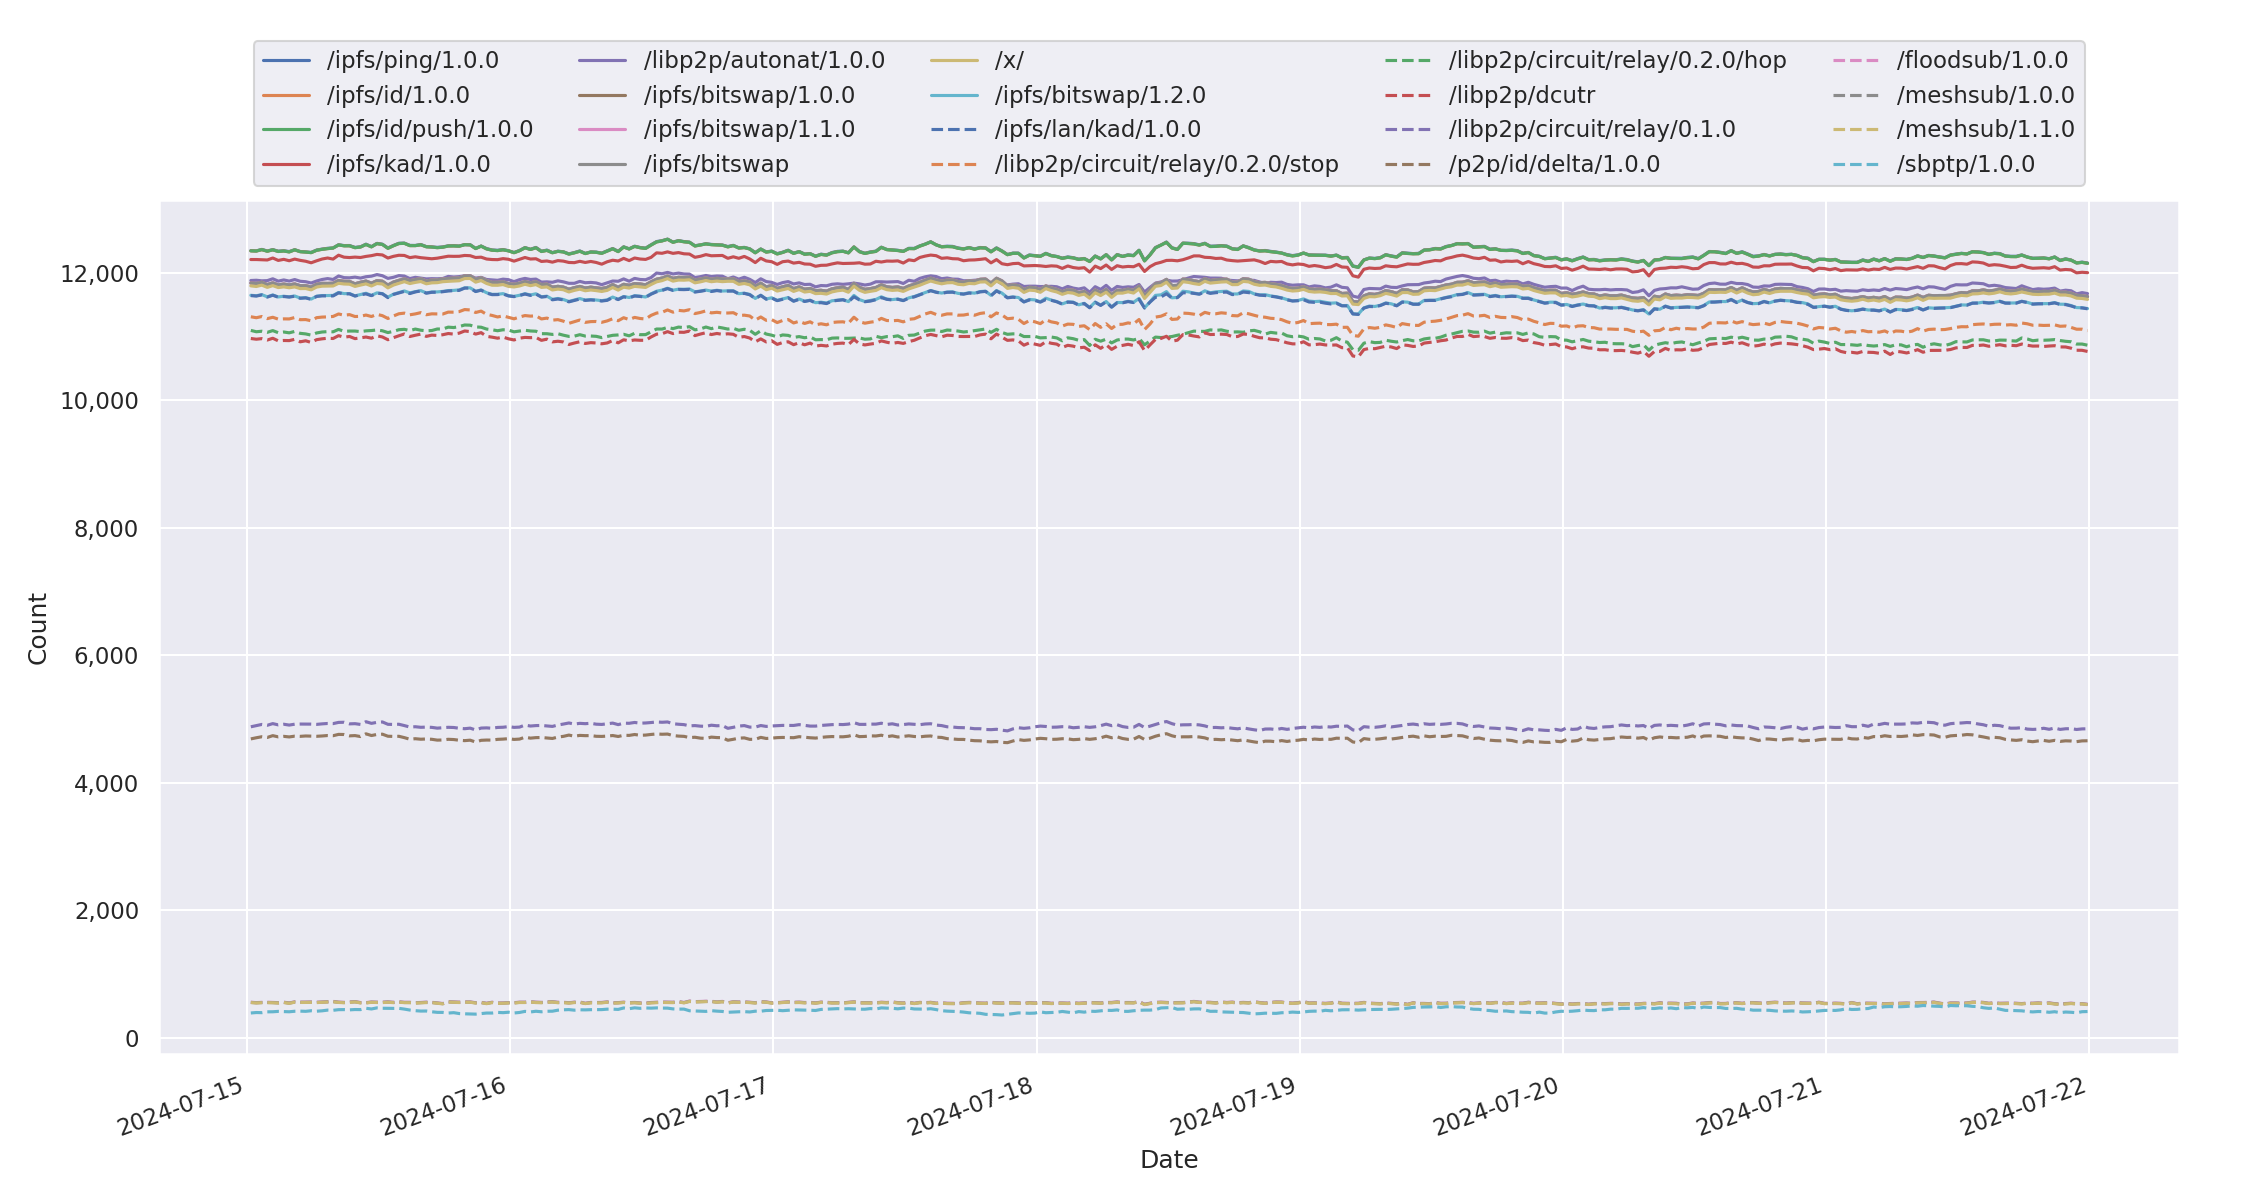 /ipfs/ping/1.0.0 /libp2p/autonat/1.0.0 /x/ /libp2p/circuit/relay/0.2.0/hop /floodsub/1.0.0
/ipfs/id/1.0.0 /ipfs/bitswap/1.0.0 /ipfs/bitswap/1.2.0 /libp2p/dcutr /meshsub/1.0.0
/ipfs/id/push/1.0.0 /ipfs/bitswap/1.1.0 /ipfs/lan/kad/1.0.0 /libp2p/circuit/relay/0.1.0 /meshsub/1.1.0
/ipfs/kad/1.0.0 /ipfs/bitswap /libp2p/circuit/relay/0.2.0/stop /p2p/id/delta/1.0.0 /sbptp/1.0.0
12,000
10,000
8,000
6,000
4,000
2,000
0
Count
2024-07-15 2024-07-16 2024-07-17 2024-07-18 2024-07-19 2024-07-20 2024-07-21 2024-07-22
Date